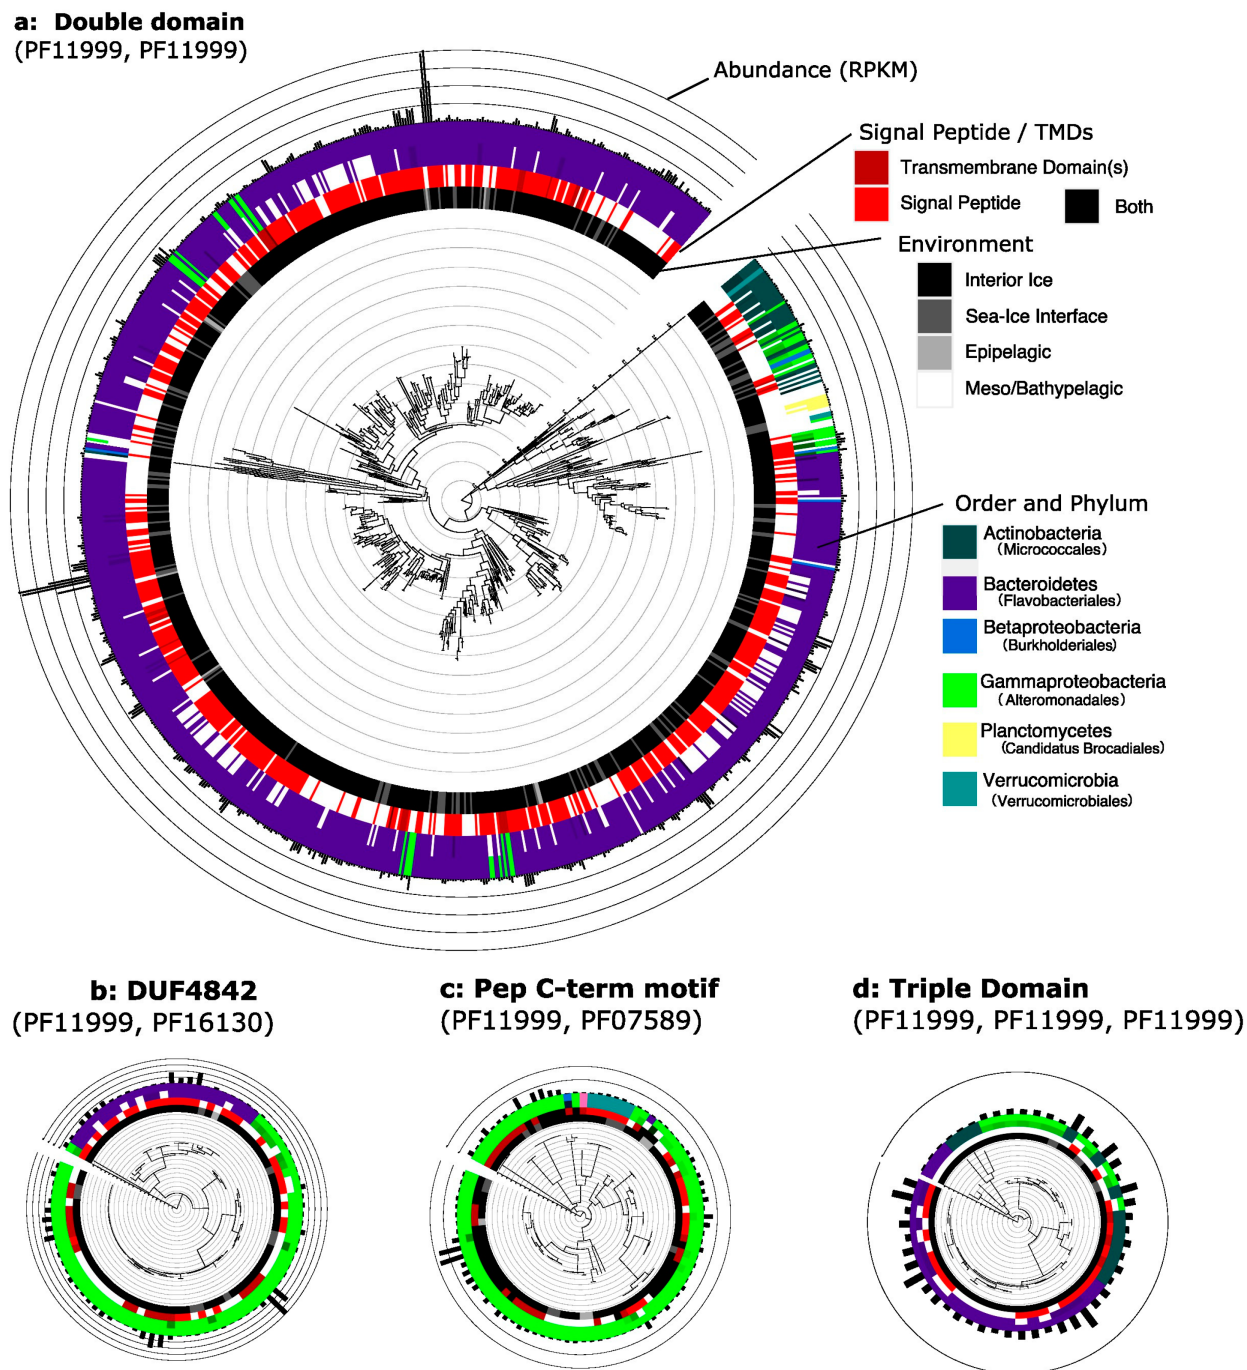 a: Double domain
(PF11999, PF11999)
Abundance (RPKM)
Signal Peptide / TMDs
Transmembrane Domain(s)
Signal Peptide
Both
Environment
Interior Ice
Sea-Ice Interface
Epipelagic
Meso/Bathypelagic
Order and Phylum
Actinobacteria
(Micrococcales)
Bacteroidetes
(Flavobacteriales)
Betaproteobacteria
(Burkholderiales)
Gammaproteobacteria
(Alteromonadales)
Planctomycetes
(Candidatus Brocadiales)
Verrucomicrobia
(Verrucomicrobiales)
b: DUF4842
(PF11999, PF16130)
c: Pep C-term motif
(PF11999, PF07589)
d: Triple Domain
(PF11999, PF11999, PF11999)